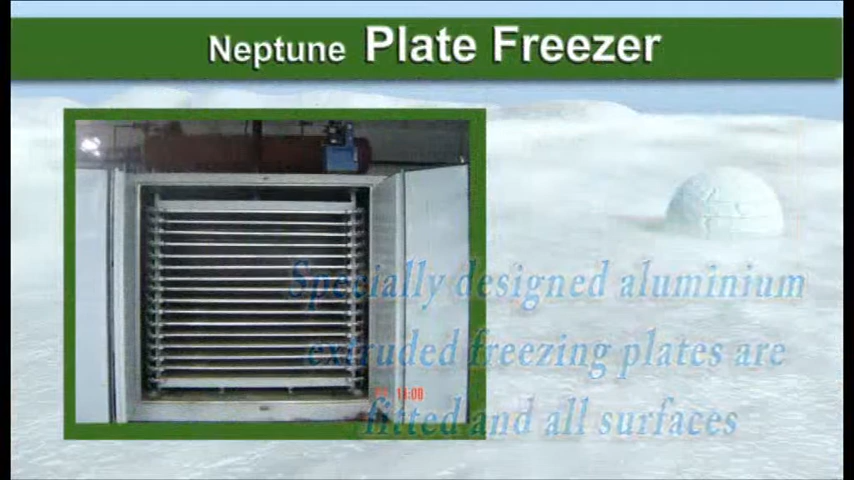 Neptune Plate Freezer
Specially designed aluminium
extruded freezing plates are
fitted and all surfaces